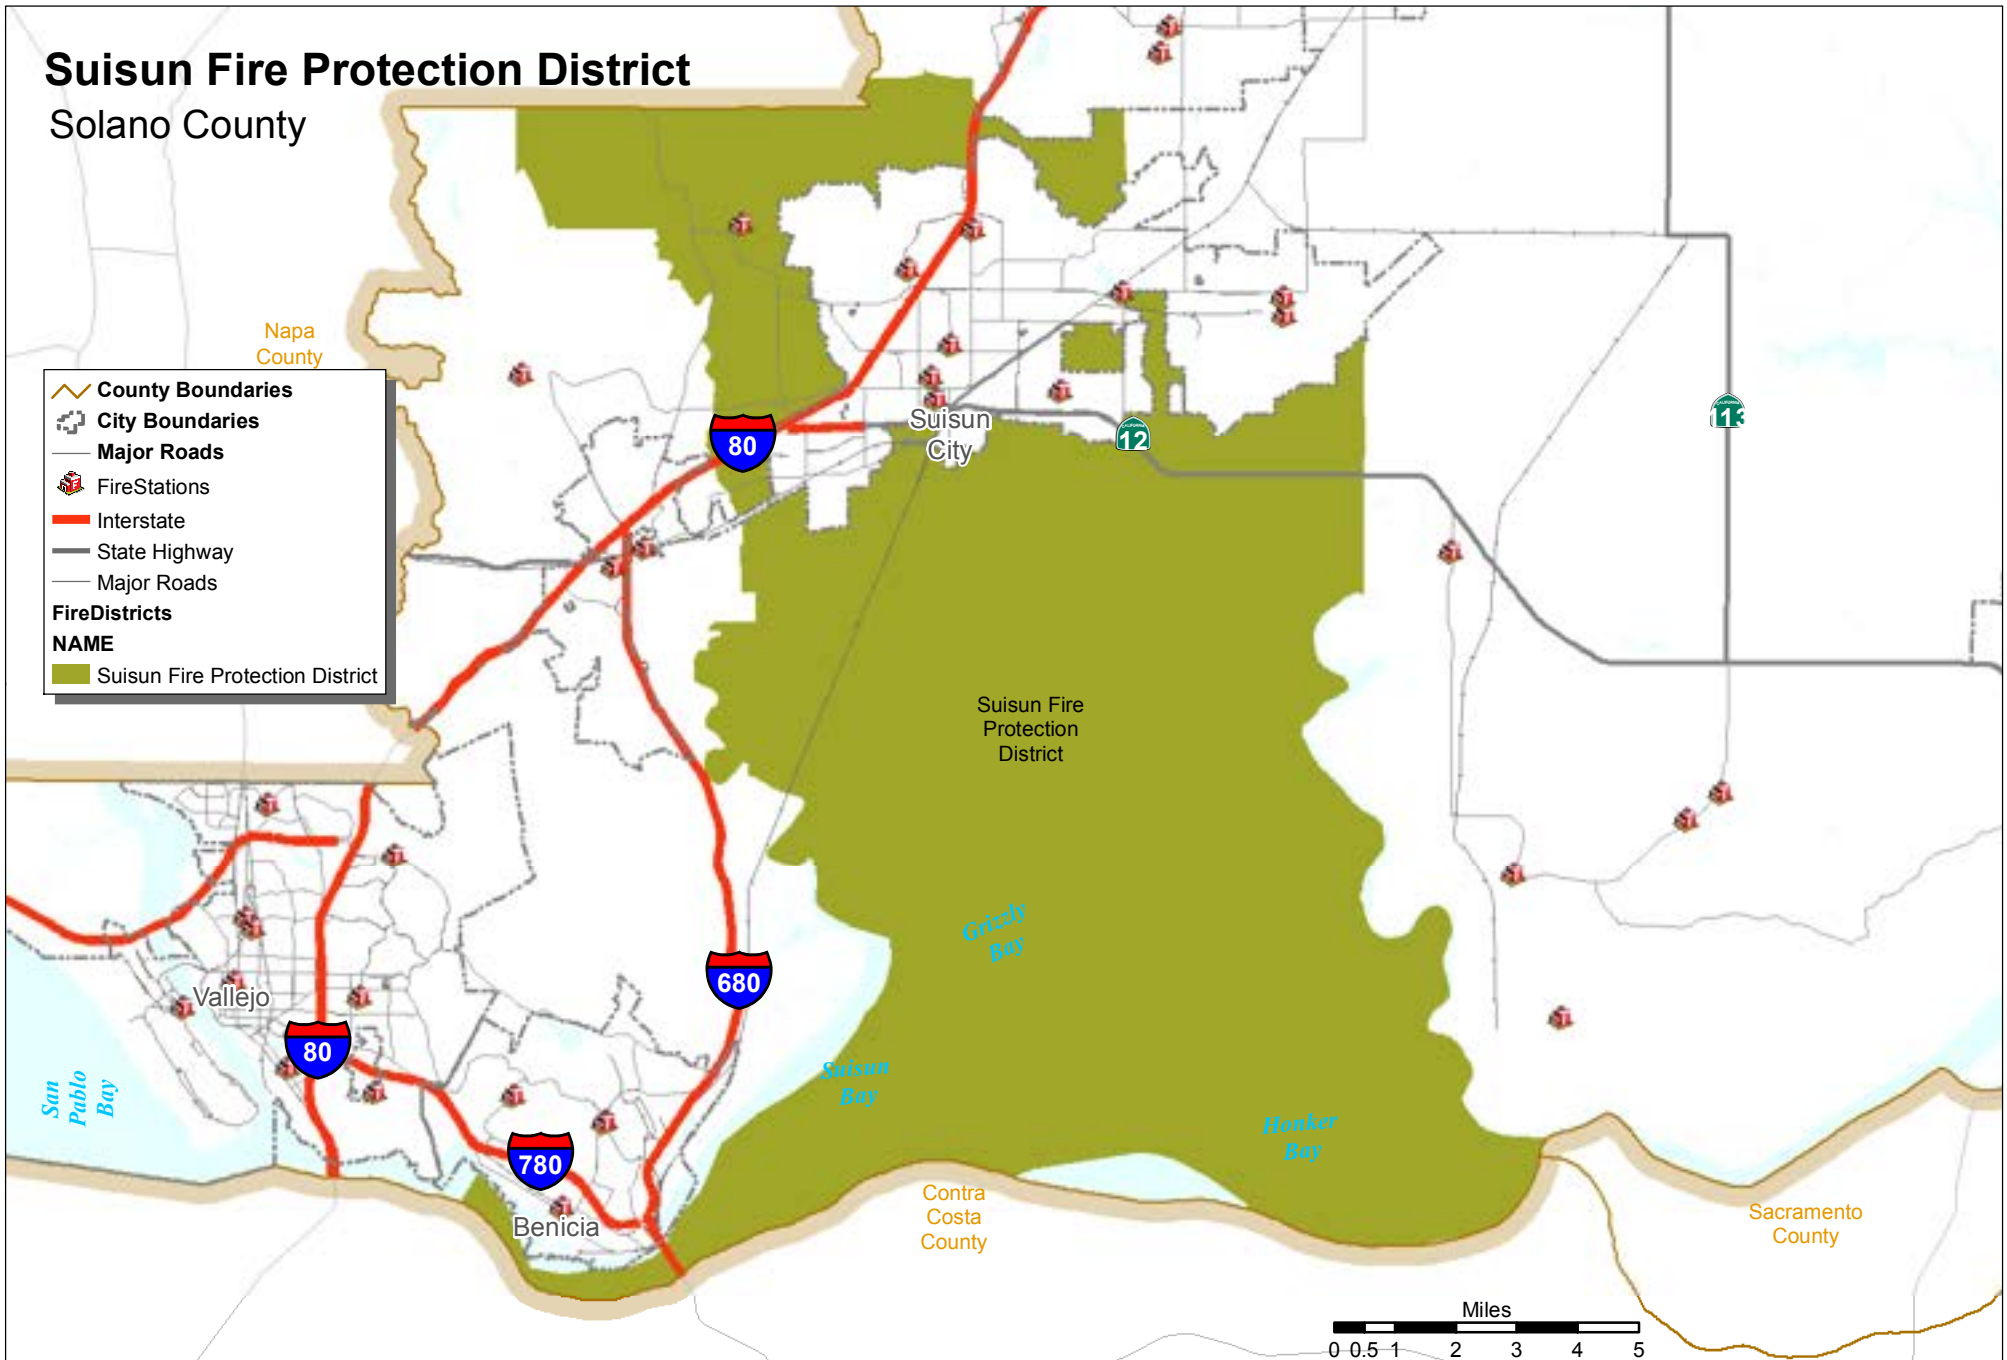 Suisun Fire Protection District
Solano County
Napa
County
County Boundaries
City Boundaries
Major Roads
FireStations
Interstate
State Highway
Major Roads
FireDistricts
NAME
Suisun Fire Protection District
80
Suisun
City
CALIFORNIA
12
CALIFORNIA
113
Suisun Fire
Protection
District
Grizzly
Bay
680
Vallejo
80
San
Pablo
Bay
Suisun
Bay
Honker
Bay
780
Benicia
Contra
Costa
County
Sacramento
County
Miles
0 0.5 1 2 3 4 5